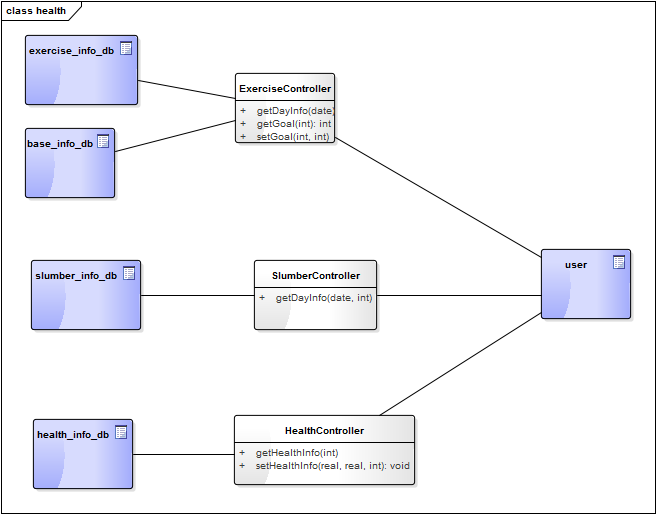 class health
exercise_info_db
ExerciseController
+ getDayInfo(date)
+ getGoal(int): int
+ setGoal(int, int)
base_info_db
slumber_info_db
SlumberController
+ getDayInfo(date, int)
user
health_info_db
HealthController
+ getHealthInfo(int)
+ setHealthInfo(real, real, int): void